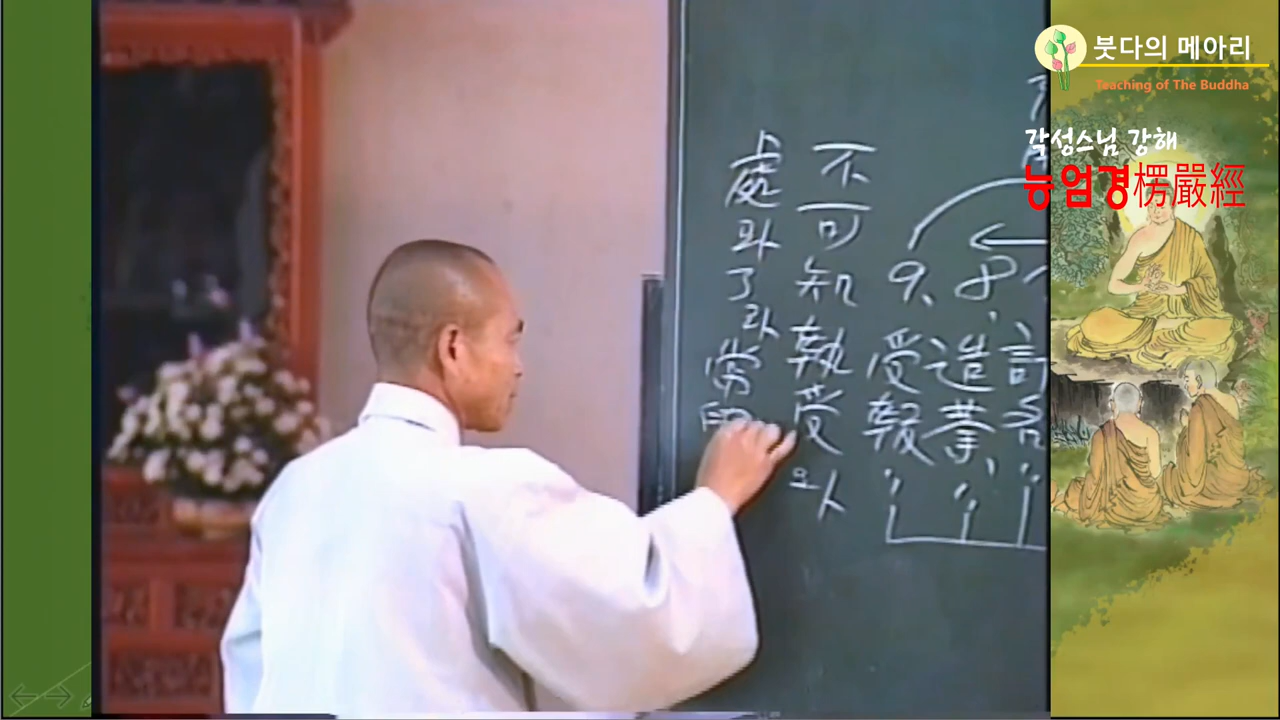 붓다의 메아리
Teaching of The Buddha
각성스님 강해
능엄경楞嚴經
8、造業
9、受報
不可知執受와
處와了와常